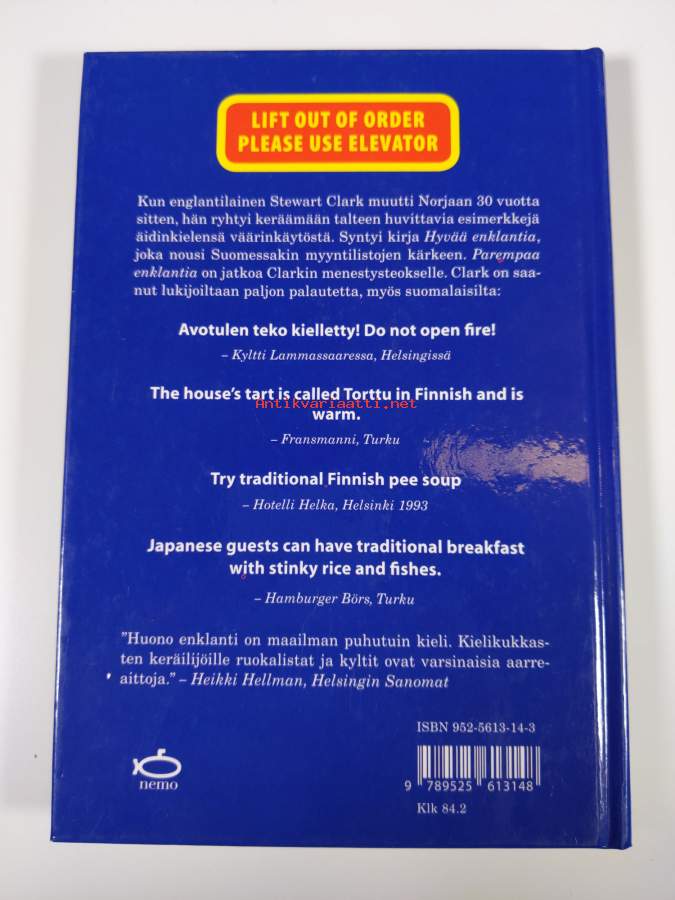 LIFT OUT OF ORDER
PLEASE USE ELEVATOR
Kun englantilainen Stewart Clark muutti Norjaan 30 vuotta
sitten, hän ryhtyi keräämään talteen huvittavia esimerkkejä
äidinkielensä väärinkäytöstä. Syntyi kirja Hyvää enklantia,
joka nousi Suomessakin myyntilistojen kärkeen. Parempaa
enklantia on jatkoa Clarkin menestysteokselle. Clark on saa-
nut lukijoiltaan paljon palautetta, myös suomalaisilta:
Avotulen teko kielletty! Do not open fire!
– Kyltti Lammassaaressa, Helsingissä
The house's tart is called Torttu in Finnish and is
Antikvariaatti.net
warm.
– Fransmanni, Turku
Try traditional Finnish pee soup
– Hotelli Helka, Helsinki 1993
Japanese guests can have traditional breakfast
with stinky rice and fishes.
– Hamburger Börs, Turku
”Huono enklanti on maailman puhutuin kieli. Kielikukkas-
ten keräilijöille ruokalistat ja kyltit ovat varsinaisia aarre-
aittoja.” – Heikki Hellman, Helsingin Sanomat
ISBN 952-5613-14-3
nemo
9 789525 613148
Klk 84.2